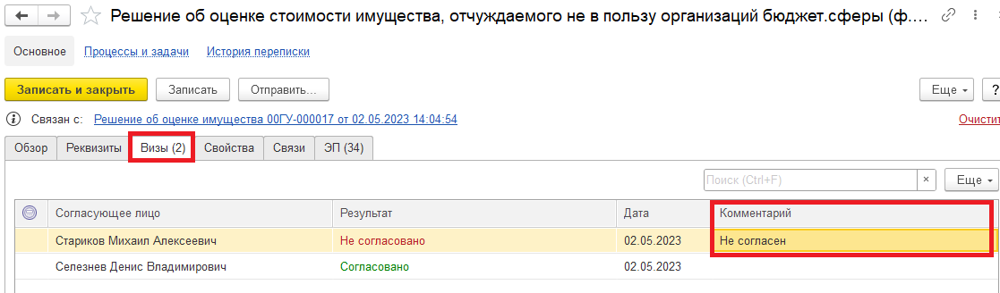 Решение об оценке стоимости имущества, отчуждаемого не в пользу организаций бюджет.сферы (ф....
Основное Процессы и задачи История переписки
Записать и закрыть Записать Отправить... Еще ?
Связан с: Решение об оценке имущества 00ГУ-000017 от 02.05.2023 14:04:54 Очистит
Обзор Реквизиты Визы (2) Свойства Связи ЭП (34)
Поиск (Ctrl+F) × Еще
Согласующее лицо Результат Дата Комментарий
Стариков Михаил Алексеевич Не согласовано 02.05.2023 Не согласен
Селезнев Денис Владимирович Согласовано 02.05.2023